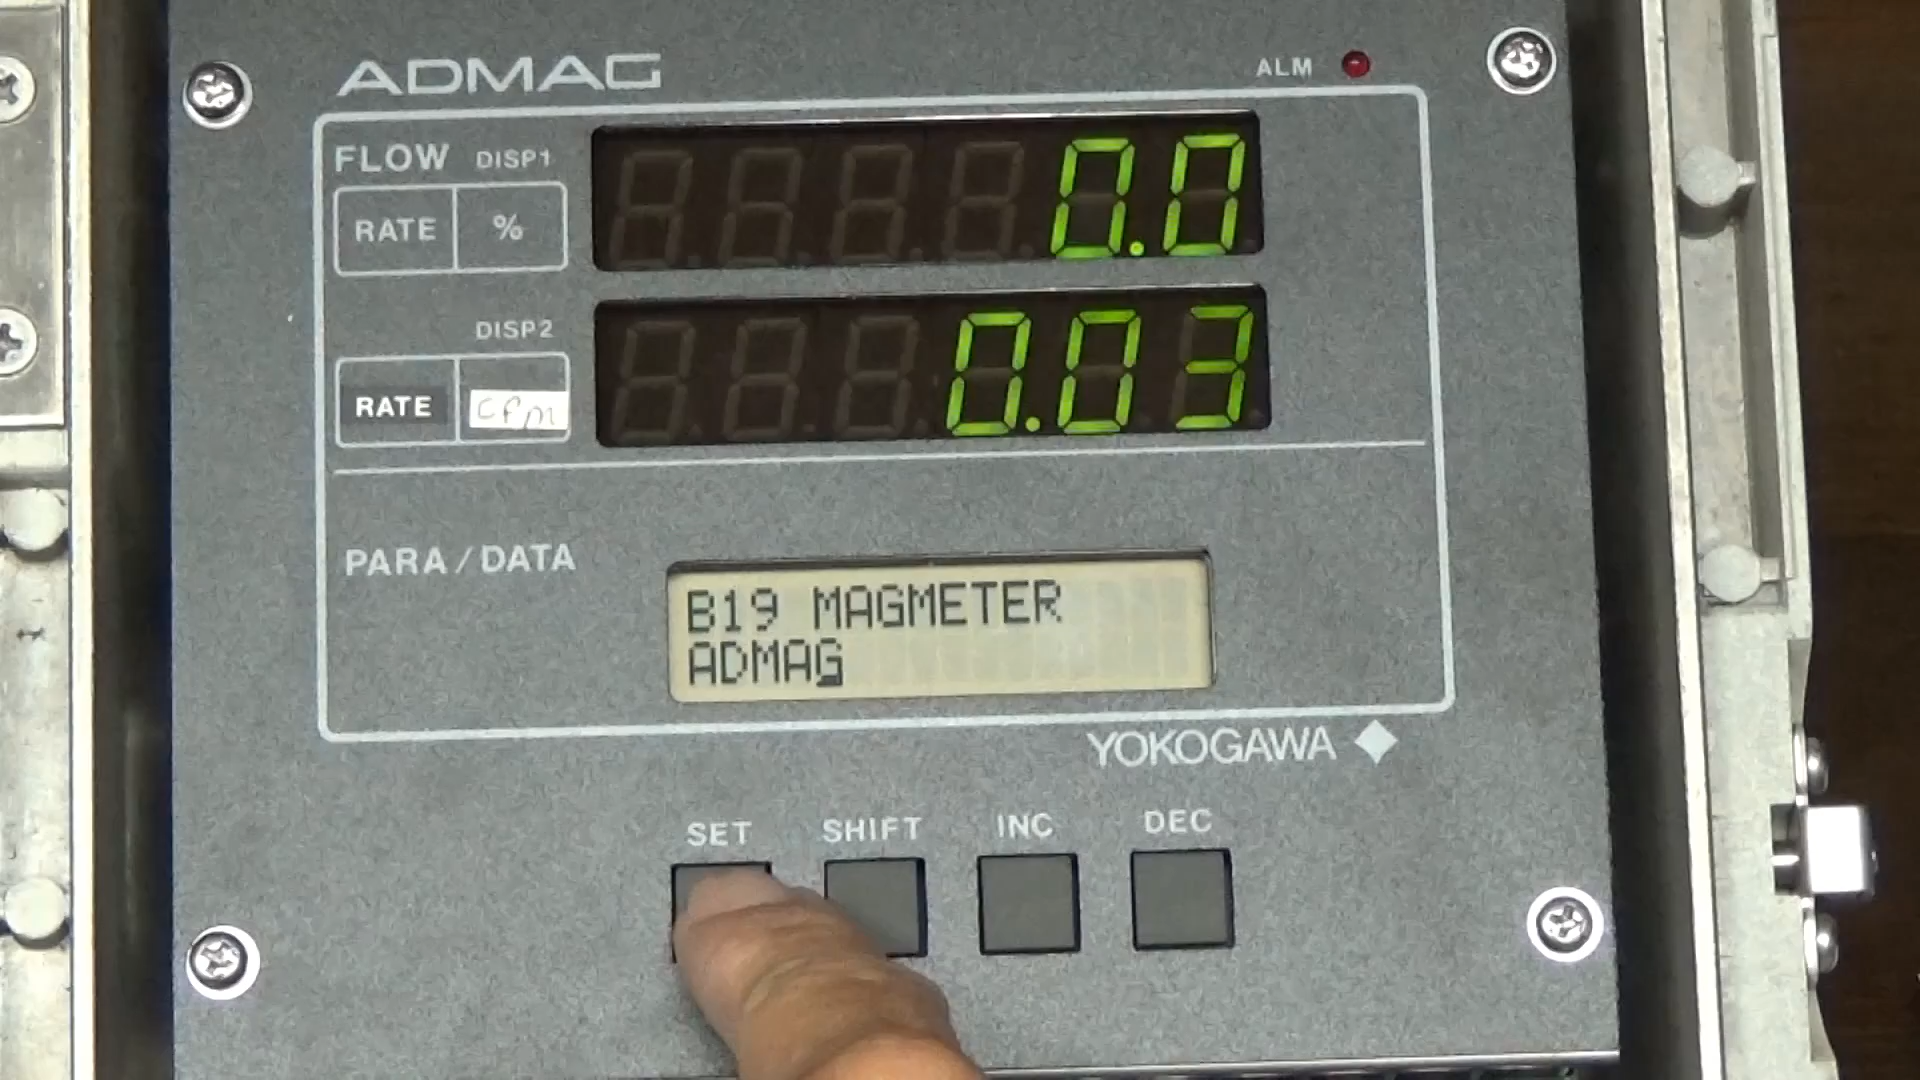 ADMAG
ALM
FLOW DISP1
RATE %
0.0
DISP2
RATE cfm
0.03
PARA / DATA
B19 MAGMETER
ADMAG
YOKOGAWA
SET SHIFT INC DEC